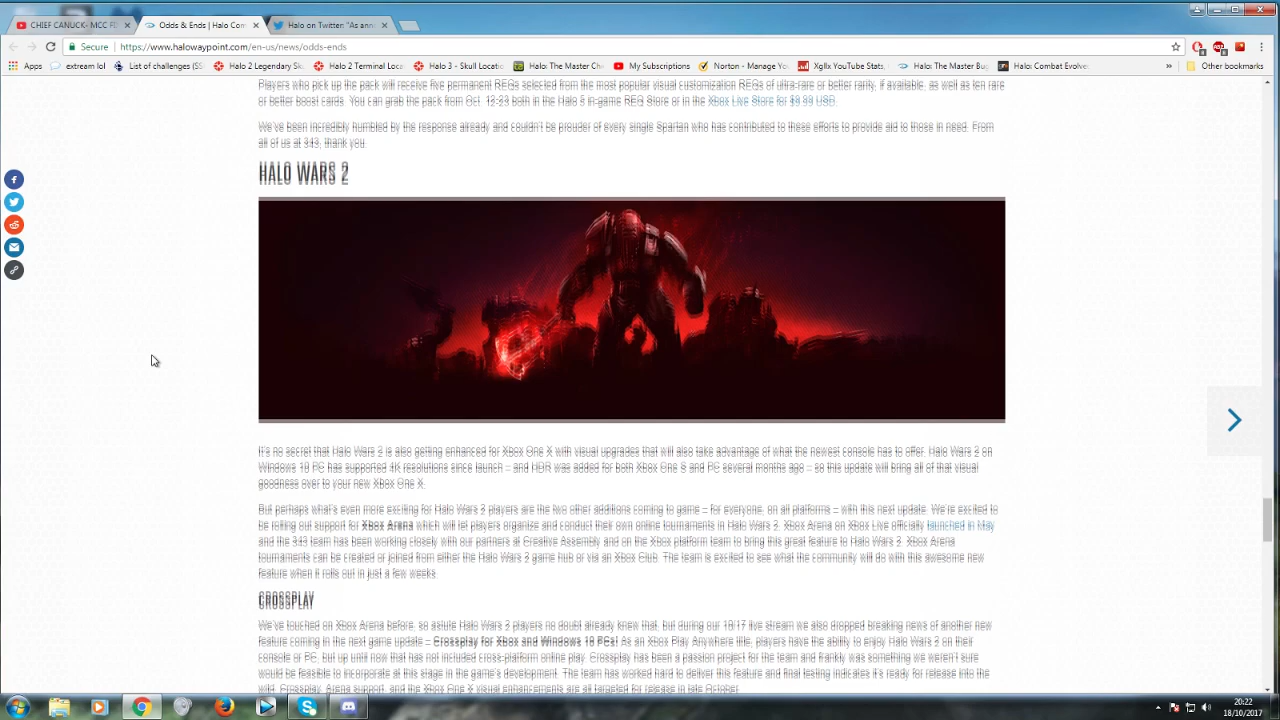 CHIEF CANUCK- MCC F
Odds & Ends | Halo Com
Halo on Twitter: "As ann
Secure
https://www.halowaypoint.com/en-us/news/odds-ends
Apps
extream lol
List of challenges (SS
Halo 2 Legendary Sk
Halo 2 Terminal Loca
Halo 3 - Skull Locati
Halo: The Master Ch
My Subscriptions
Norton - Manage Yo
Xgllx YouTube Stats.
Halo: The Master Bug
Halo: Combat Evolve
»
Other bookmarks
Players who pick up the pack will receive five permanent REQs selected from the most popular visual customization REQs of ultra-rare or better rarity, if available, as well as ten rare
or better boost cards. You can grab the pack from Oct. 12-23 both in the Halo 5 in-game REQ Store or in the Xbox Live Store for $9.99 USD.
We've been incredibly humbled by the response already and couldn't be prouder of every single Spartan who has contributed to these efforts to provide aid to those in need. From
all of us at 343, thank you.
HALO WARS 2
It's no secret that Halo Wars 2 is also getting enhanced for Xbox One X with visual upgrades that will also take advantage of what the newest console has to offer. Halo Wars 2 on
Windows 10 PC has supported 4K resolutions since launch – and HDR was added for both Xbox One S and PC several months ago – so this update will bring all of that visual
goodness over to your new Xbox One X.
But perhaps what's even more exciting for Halo Wars 2 players are the two other additions coming to game – for everyone, on all platforms – with this next update. We're excited to
be rolling out support for Xbox Arena which will let players organize and conduct their own online tournaments in Halo Wars 2. Xbox Arena on Xbox Live officially launched in May
and the 343 team has been working closely with our partners at Creative Assembly and on the Xbox platform team to bring this great feature to Halo Wars 2. Xbox Arena
tournaments can be created or joined from either the Halo Wars 2 game hub or via an Xbox Club. The team is excited to see what the community will do with this awesome new
feature when it rolls out in just a few weeks.
CROSSPLAY
We've touched on Xbox Arena before, so astute Halo Wars 2 players no doubt already knew that, but during our 10/17 live stream we also dropped breaking news of another new
feature coming in the next game update – Crossplay for Xbox and Windows 10 PCs! As an Xbox Play Anywhere title, players have the ability to enjoy Halo Wars 2 on their
console or PC, but up until now that has not included cross-platform online play. Crossplay has been a passion project for the team and frankly was something we weren't sure
would be feasible to incorporate at this stage in the game's development. The team has worked hard to deliver this feature and final testing indicates it's ready for release into the
wild. Crossplay, Arena support, and the Xbox One X visual enhancements are all targeted for release in late October.
20:22
18/10/2017